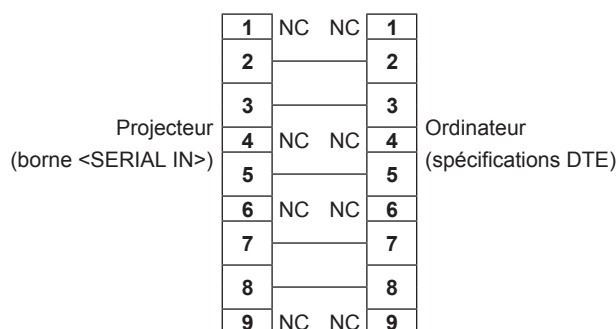 1 NC NC 1
2 2
3 3
Projecteur
(borne <SERIAL IN>)
4 NC NC 4
Ordinateur
(spécifications DTE)
5 5
6 NC NC 6
7 7
8 8
9 NC NC 9